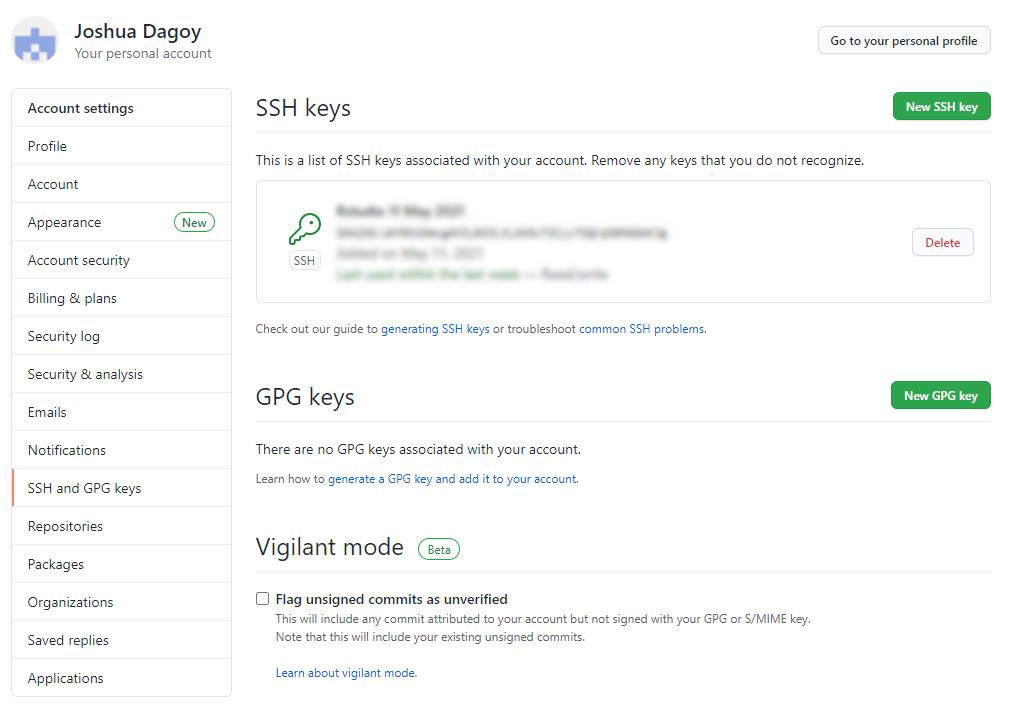 Joshua Dagoy
Your personal account
Go to your personal profile
Account settings
Profile
Account
Appearance New
Account security
Billing & plans
Security log
Security & analysis
Emails
Notifications
SSH and GPG keys
Repositories
Packages
Organizations
Saved replies
Applications
SSH keys
New SSH key
This is a list of SSH keys associated with your account. Remove any keys that you do not recognize.
SSH
Delete
Check out our guide to generating SSH keys or troubleshoot common SSH problems.
GPG keys
New GPG key
There are no GPG keys associated with your account.
Learn how to generate a GPG key and add it to your account.
Vigilant mode Beta
Flag unsigned commits as unverified
This will include any commit attributed to your account but not signed with your GPG or S/MIME key.
Note that this will include your existing unsigned commits.
Learn about vigilant mode.